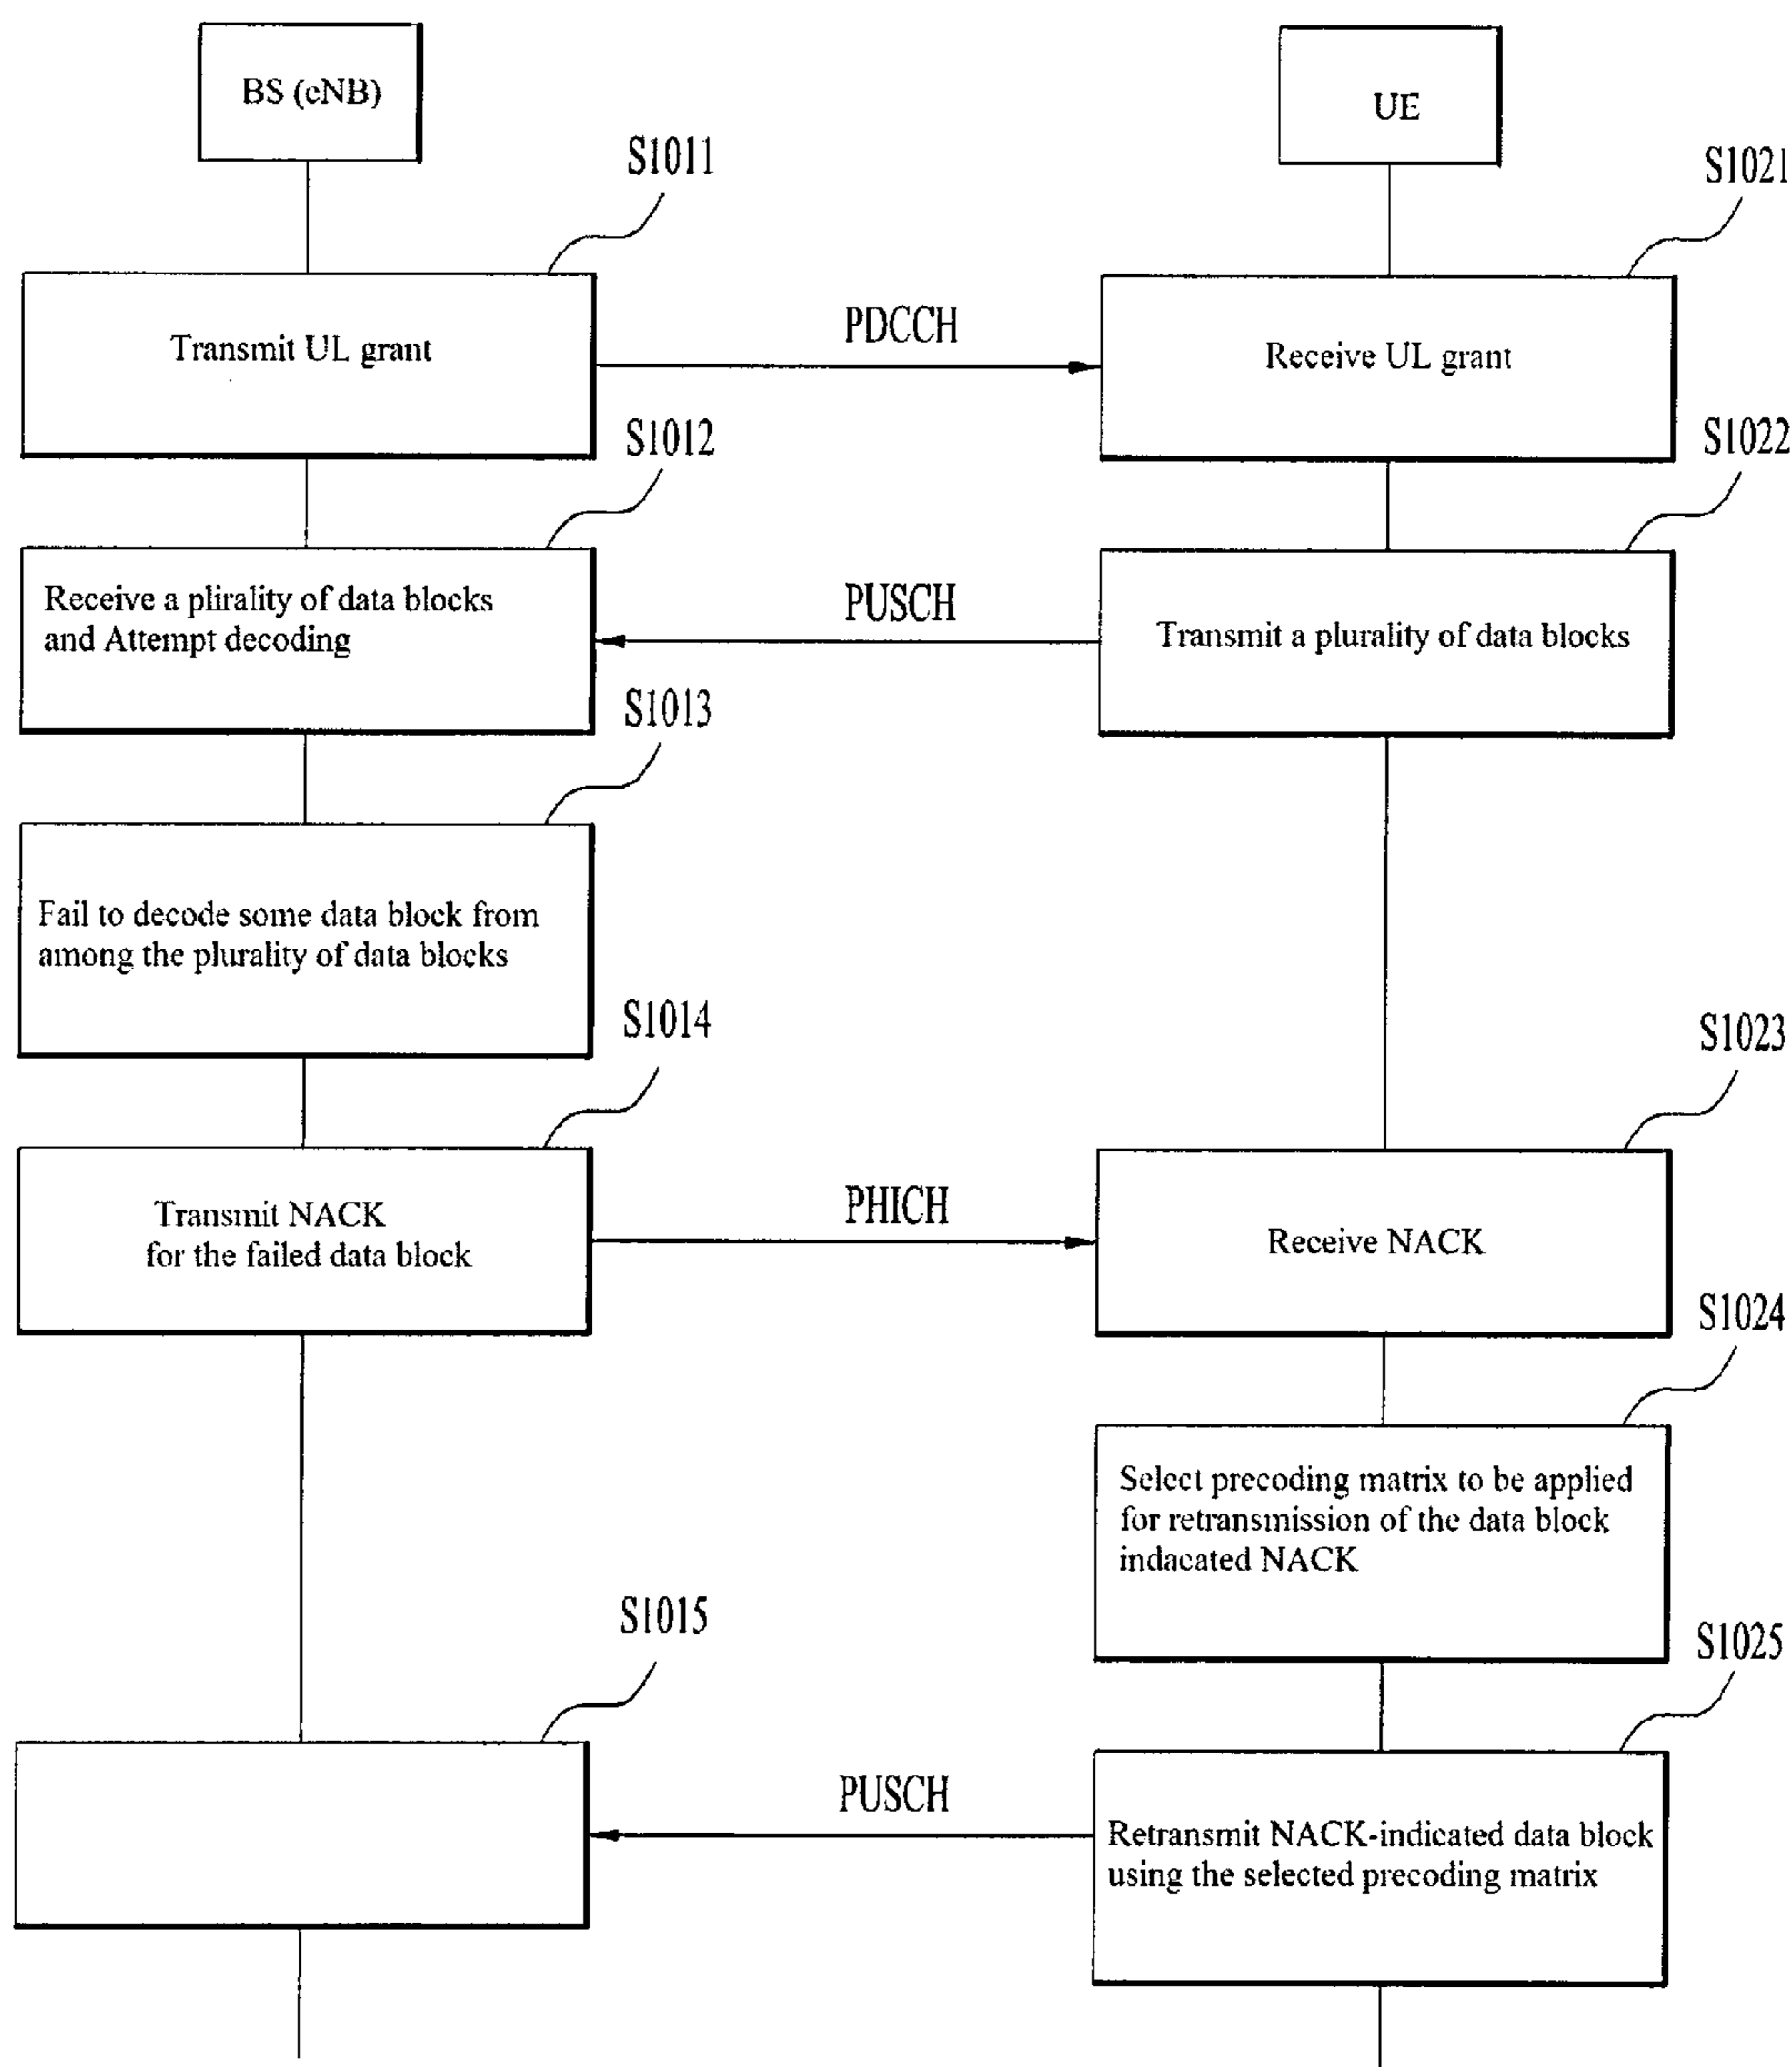 BS (eNB)
UE
S1011
S1021
Transmit UL grant
PDCCH
Receive UL grant
S1012
S1022
Receive a plirality of data blocks
and Attempt decoding
PUSCH
Transmit a plurality of data blocks
S1013
Fail to decode some data block from
among the plurality of data blocks
S1014
S1023
Transmit NACK
for the failed data block
PHICH
Receive NACK
S1024
Select precoding matrix to be applied
for retransmission of the data block
indacated NACK
S1015
S1025
PUSCH
Retransmit NACK-indicated data block
using the selected precoding matrix